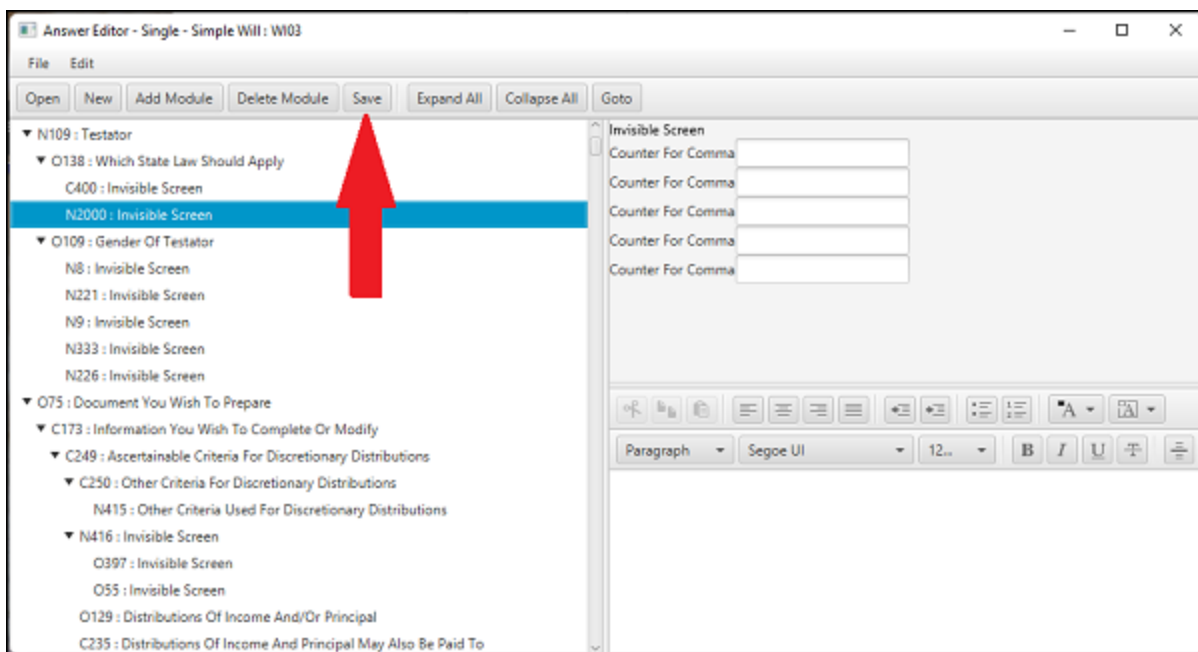 Answer Editor - Single - Simple Will : WI03
File Edit
Open New Add Module Delete Module Save Expand All Collapse All Goto
N109 : Testator
O138 : Which State Law Should Apply
C400 : Invisible Screen
N2000 : Invisible Screen
O109 : Gender Of Testator
N8 : Invisible Screen
N221 : Invisible Screen
N9 : Invisible Screen
N333 : Invisible Screen
N226 : Invisible Screen
O75 : Document You Wish To Prepare
C173 : Information You Wish To Complete Or Modify
C249 : Ascertainable Criteria For Discretionary Distributions
C250 : Other Criteria For Discretionary Distributions
N415 : Other Criteria Used For Discretionary Distributions
N416 : Invisible Screen
O397 : Invisible Screen
O55 : Invisible Screen
O129 : Distributions Of Income And/Or Principal
C235 : Distributions Of Income And Principal May Also Be Paid To
Invisible Screen
Counter For Comma
Counter For Comma
Counter For Comma
Counter For Comma
Counter For Comma
Paragraph Segoe UI 12.. B I U T